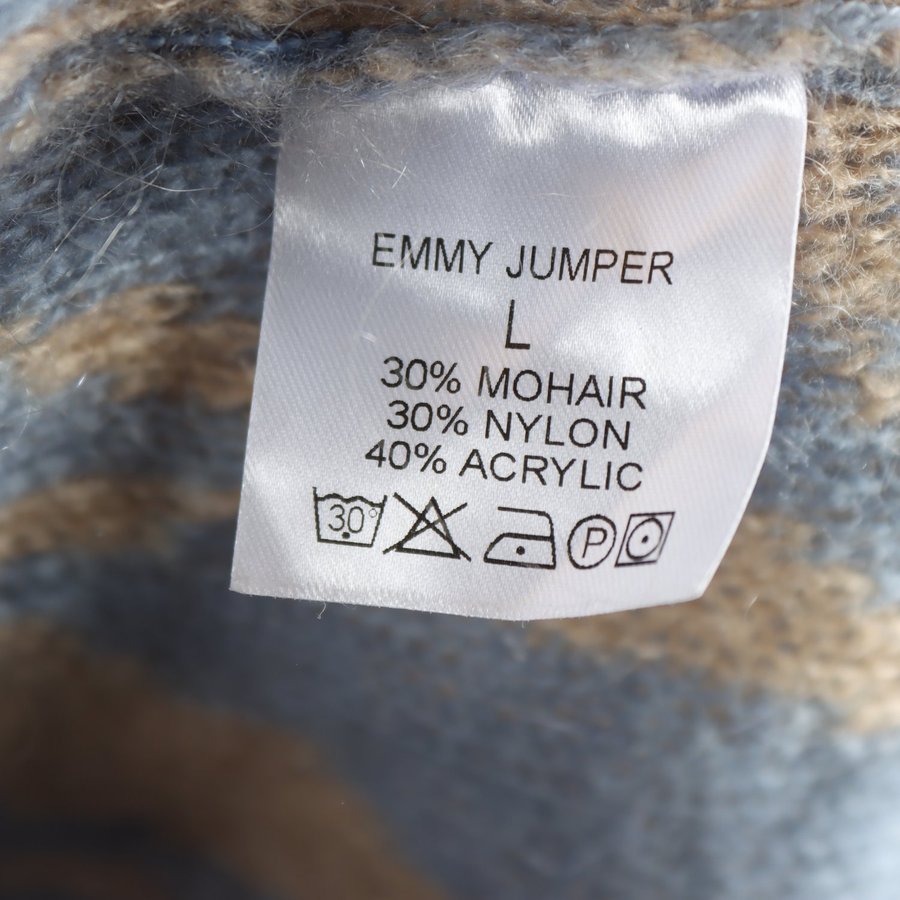 EMMY JUMPER
L
30% MOHAIR
30% NYLON
40% ACRYLIC
30° P